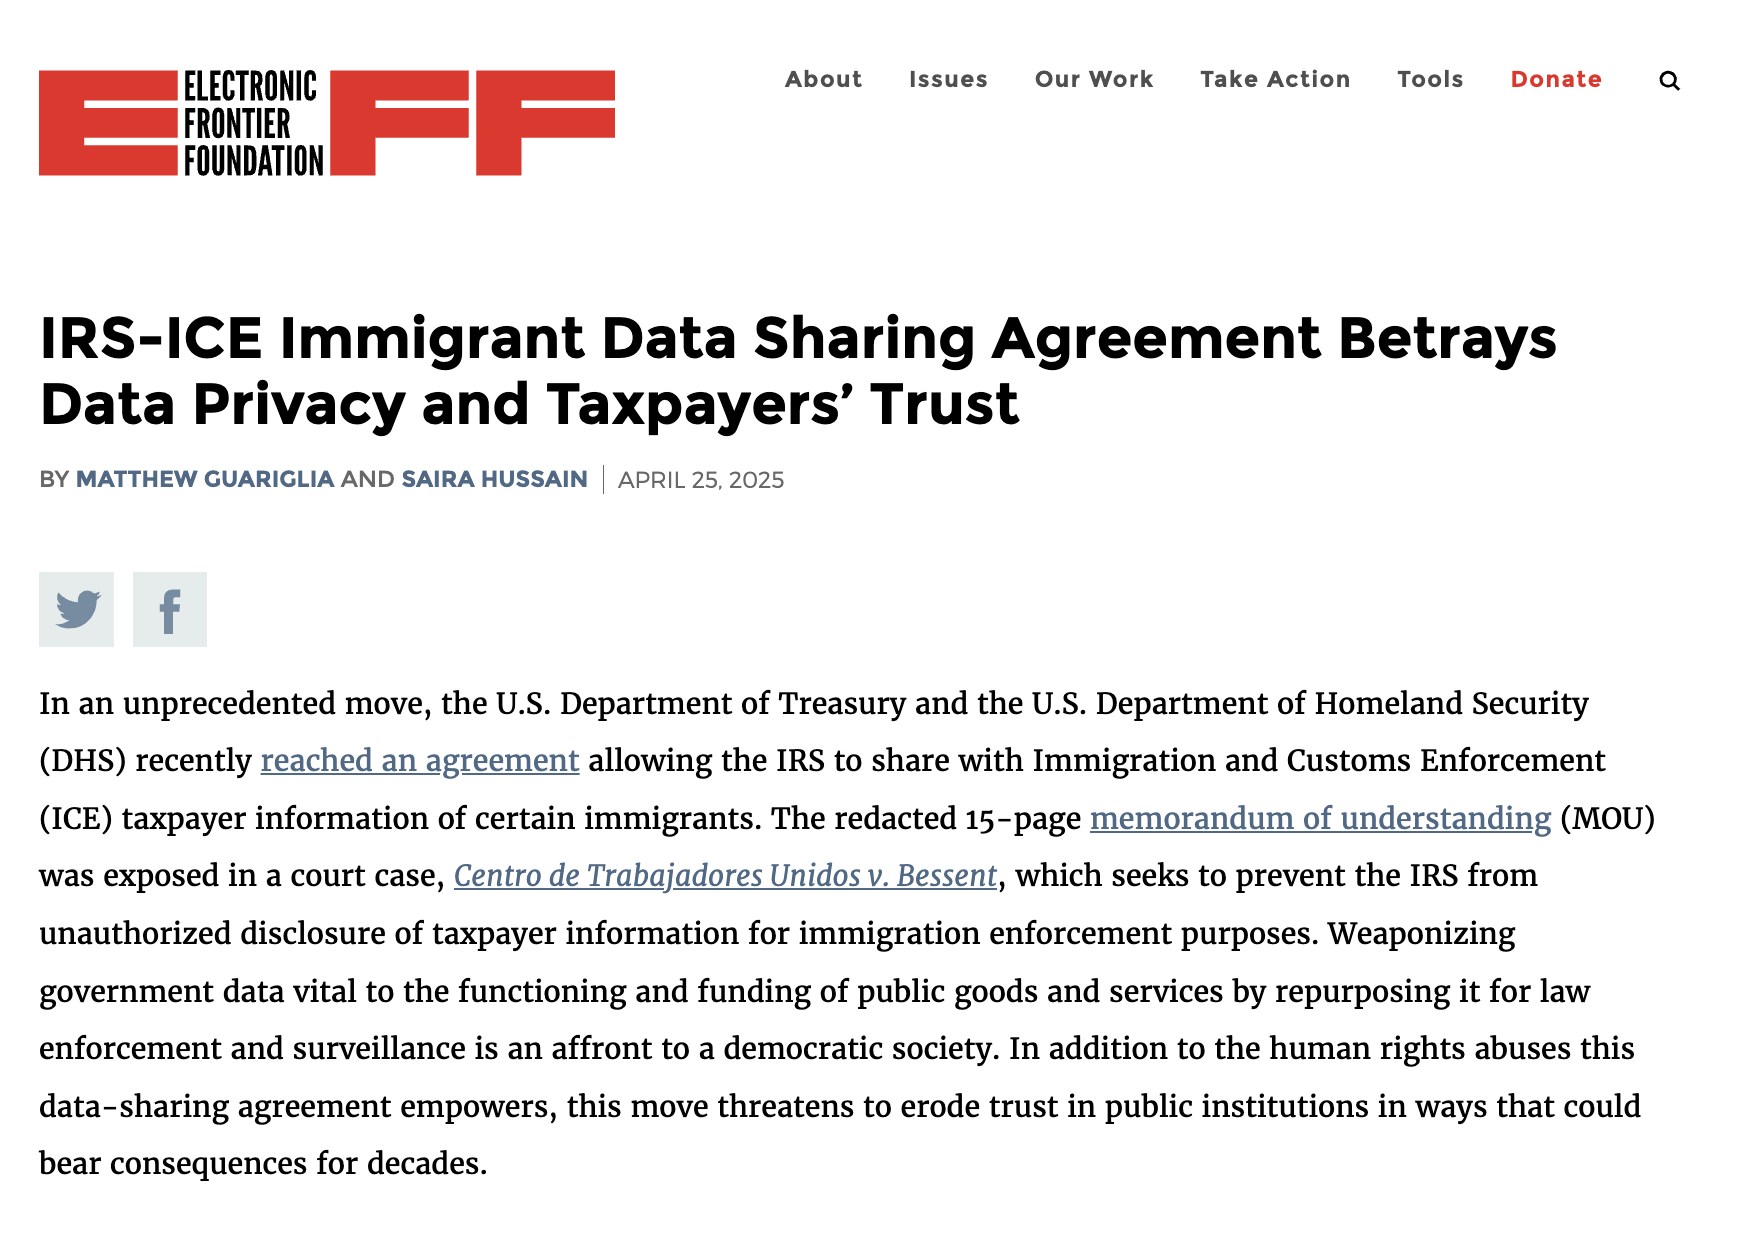 ELECTRONIC
FRONTIER
FOUNDATION
EFF
About Issues Our Work Take Action Tools Donate
IRS-ICE Immigrant Data Sharing Agreement Betrays
Data Privacy and Taxpayers’ Trust
BY MATTHEW GUARIGLIA AND SAIRA HUSSAIN | APRIL 25, 2025
In an unprecedented move, the U.S. Department of Treasury and the U.S. Department of Homeland Security
(DHS) recently reached an agreement allowing the IRS to share with Immigration and Customs Enforcement
(ICE) taxpayer information of certain immigrants. The redacted 15-page memorandum of understanding (MOU)
was exposed in a court case, Centro de Trabajadores Unidos v. Bessent, which seeks to prevent the IRS from
unauthorized disclosure of taxpayer information for immigration enforcement purposes. Weaponizing
government data vital to the functioning and funding of public goods and services by repurposing it for law
enforcement and surveillance is an affront to a democratic society. In addition to the human rights abuses this
data-sharing agreement empowers, this move threatens to erode trust in public institutions in ways that could
bear consequences for decades.